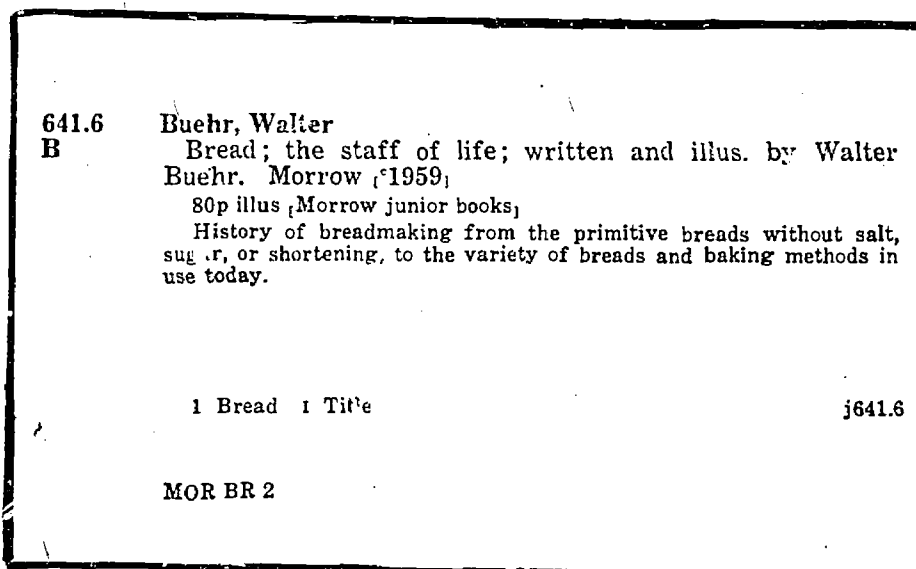 641.6 Buehr, Walter
B Bread; the staff of life; written and illus. by Walter
Buehr. Morrow [c1959]
80p illus [Morrow junior books]
History of breadmaking from the primitive breads without salt,
sugar, or shortening, to the variety of breads and baking methods in
use today.
1 Bread I Title j641.6
MOR BR 2